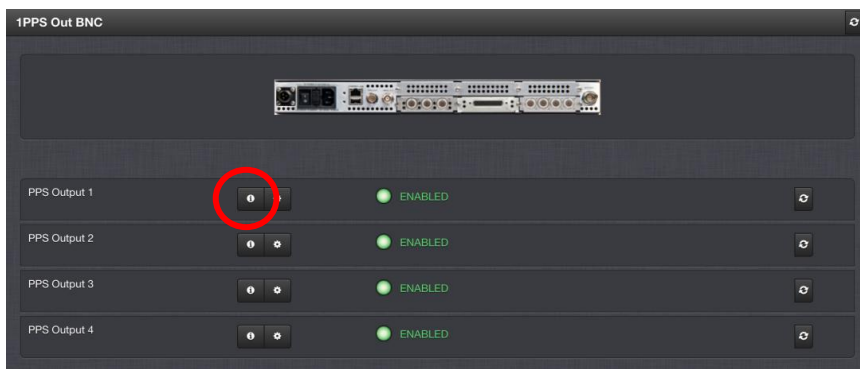 1PPS Out BNC
PPS Output 1 ENABLED
PPS Output 2 ENABLED
PPS Output 3 ENABLED
PPS Output 4 ENABLED